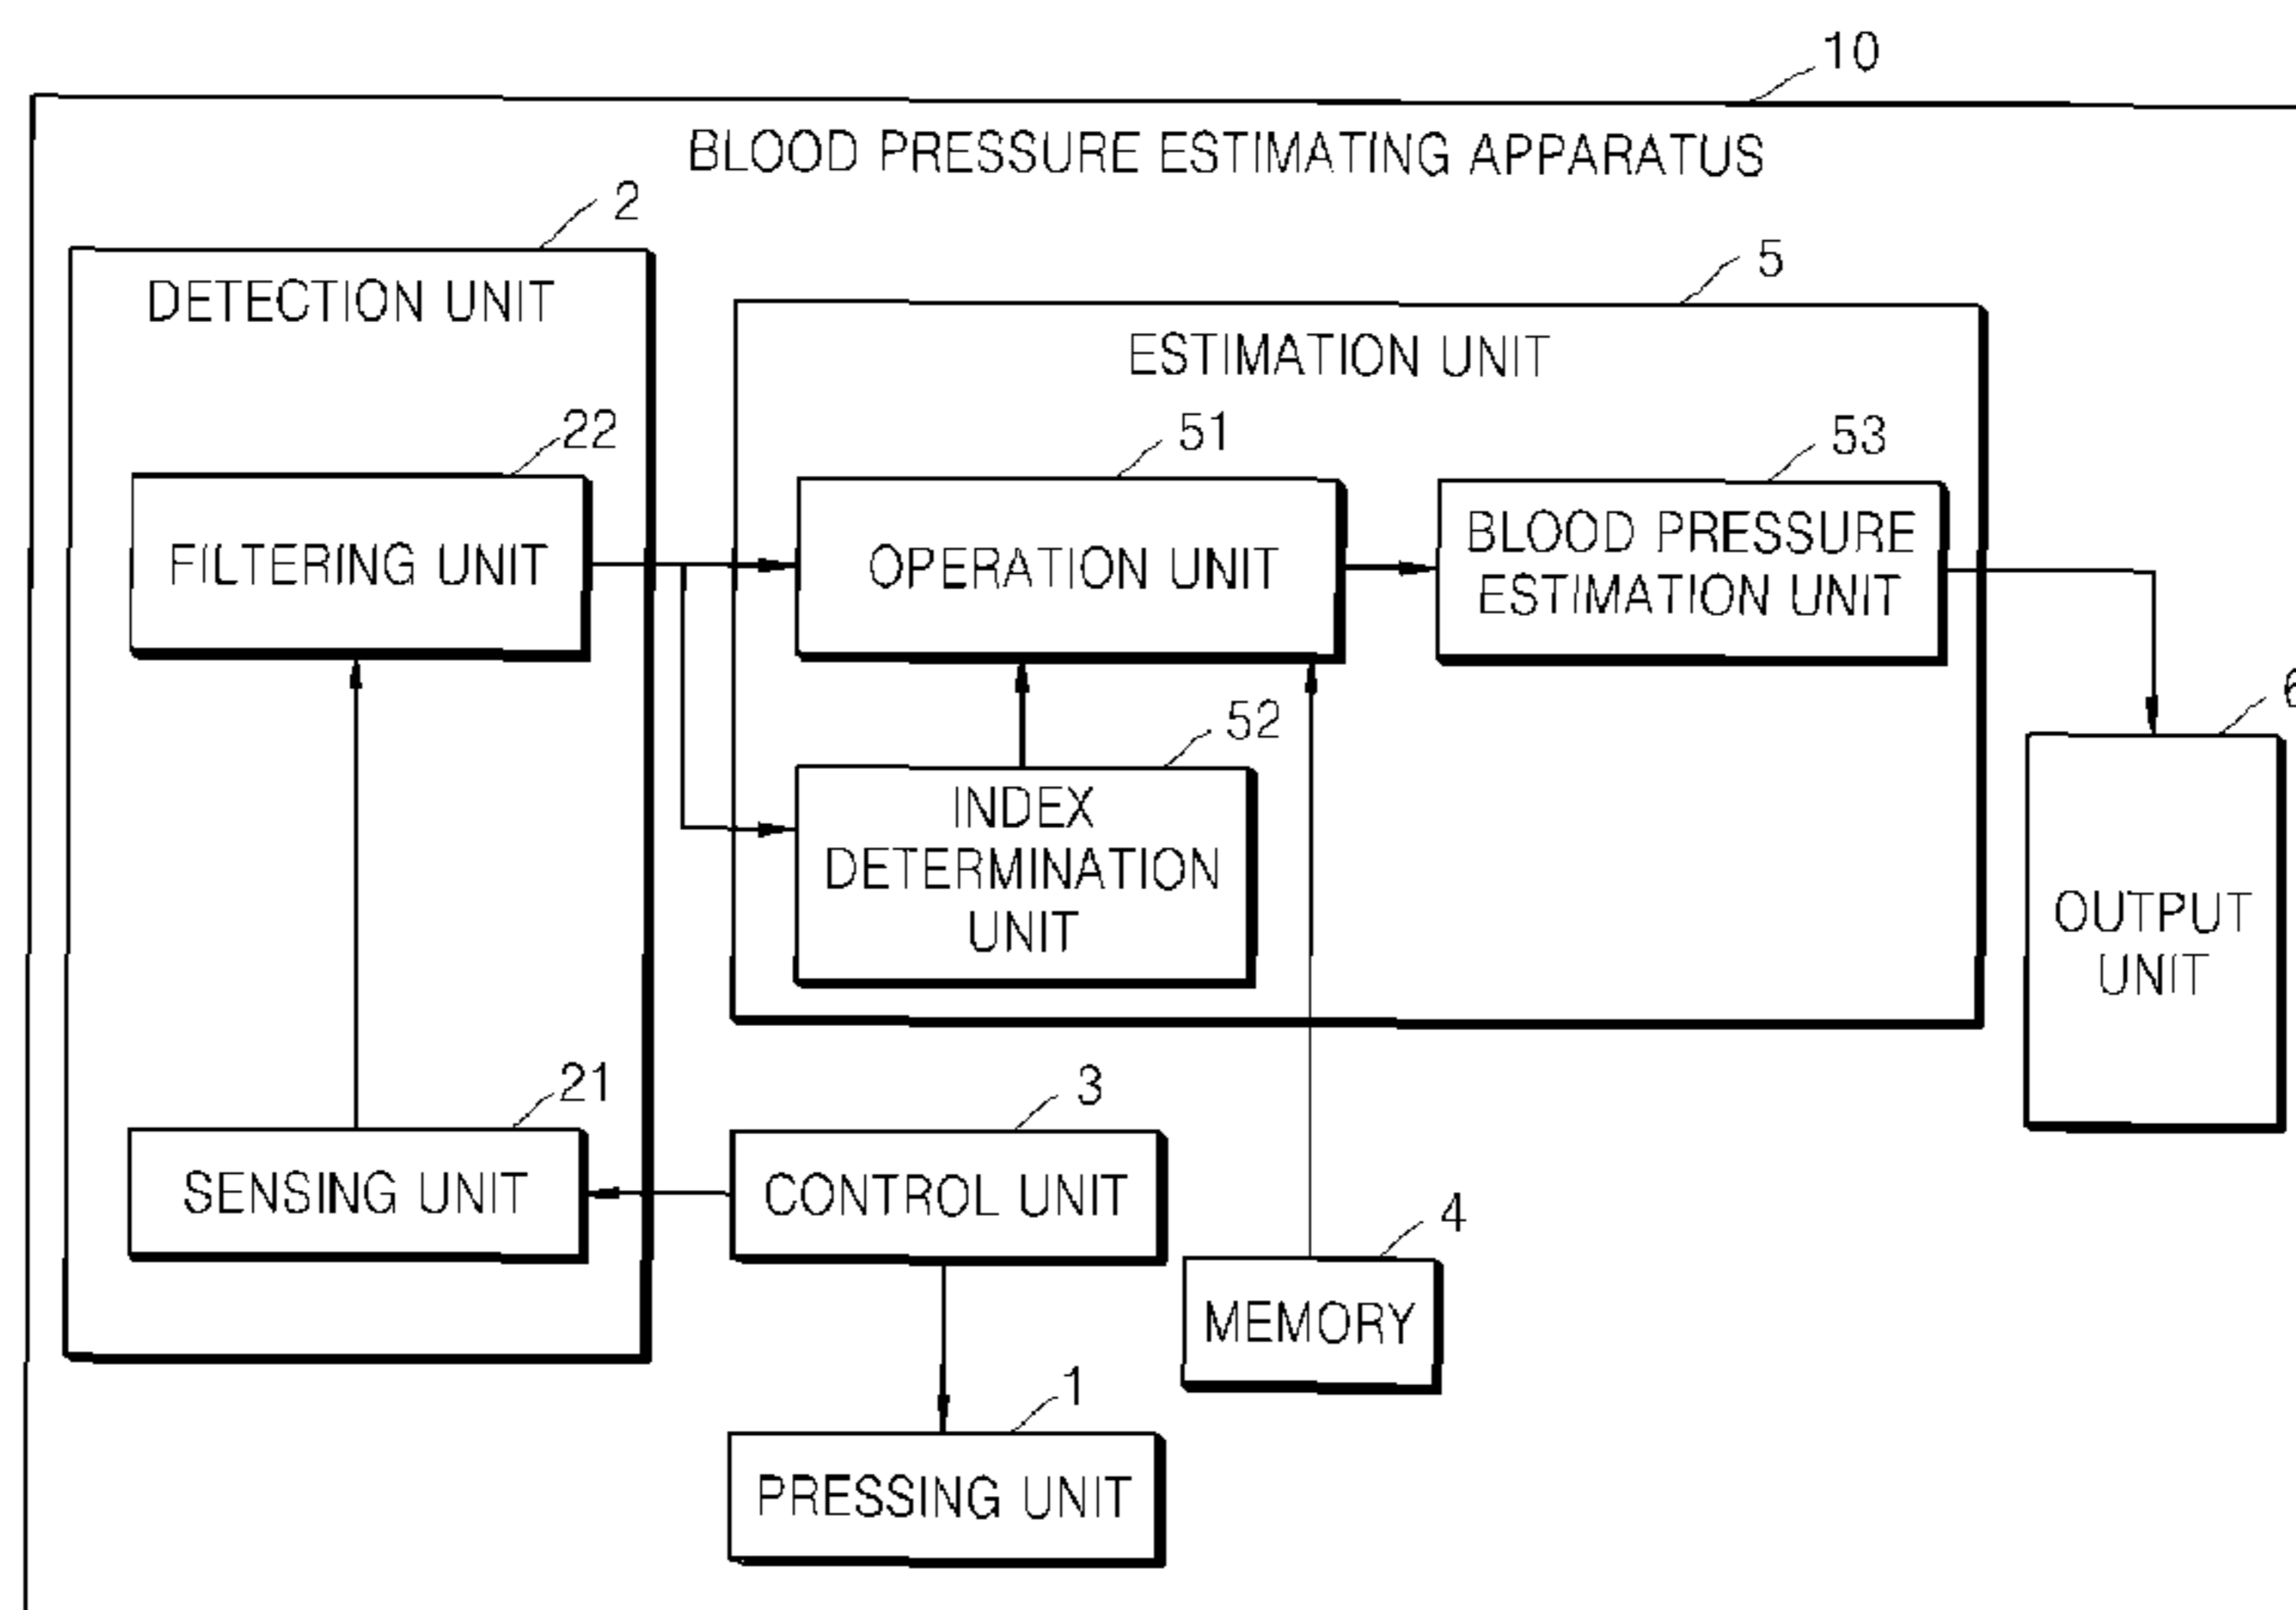 10
BLOOD PRESSURE ESTIMATING APPARATUS
2
DETECTION UNIT
5
ESTIMATION UNIT
22
FILTERING UNIT
51
OPERATION UNIT
53
BLOOD PRESSURE
ESTIMATION UNIT
52
INDEX
DETERMINATION
UNIT
6
OUTPUT
UNIT
21
SENSING UNIT
3
CONTROL UNIT
4
MEMORY
1
PRESSING UNIT